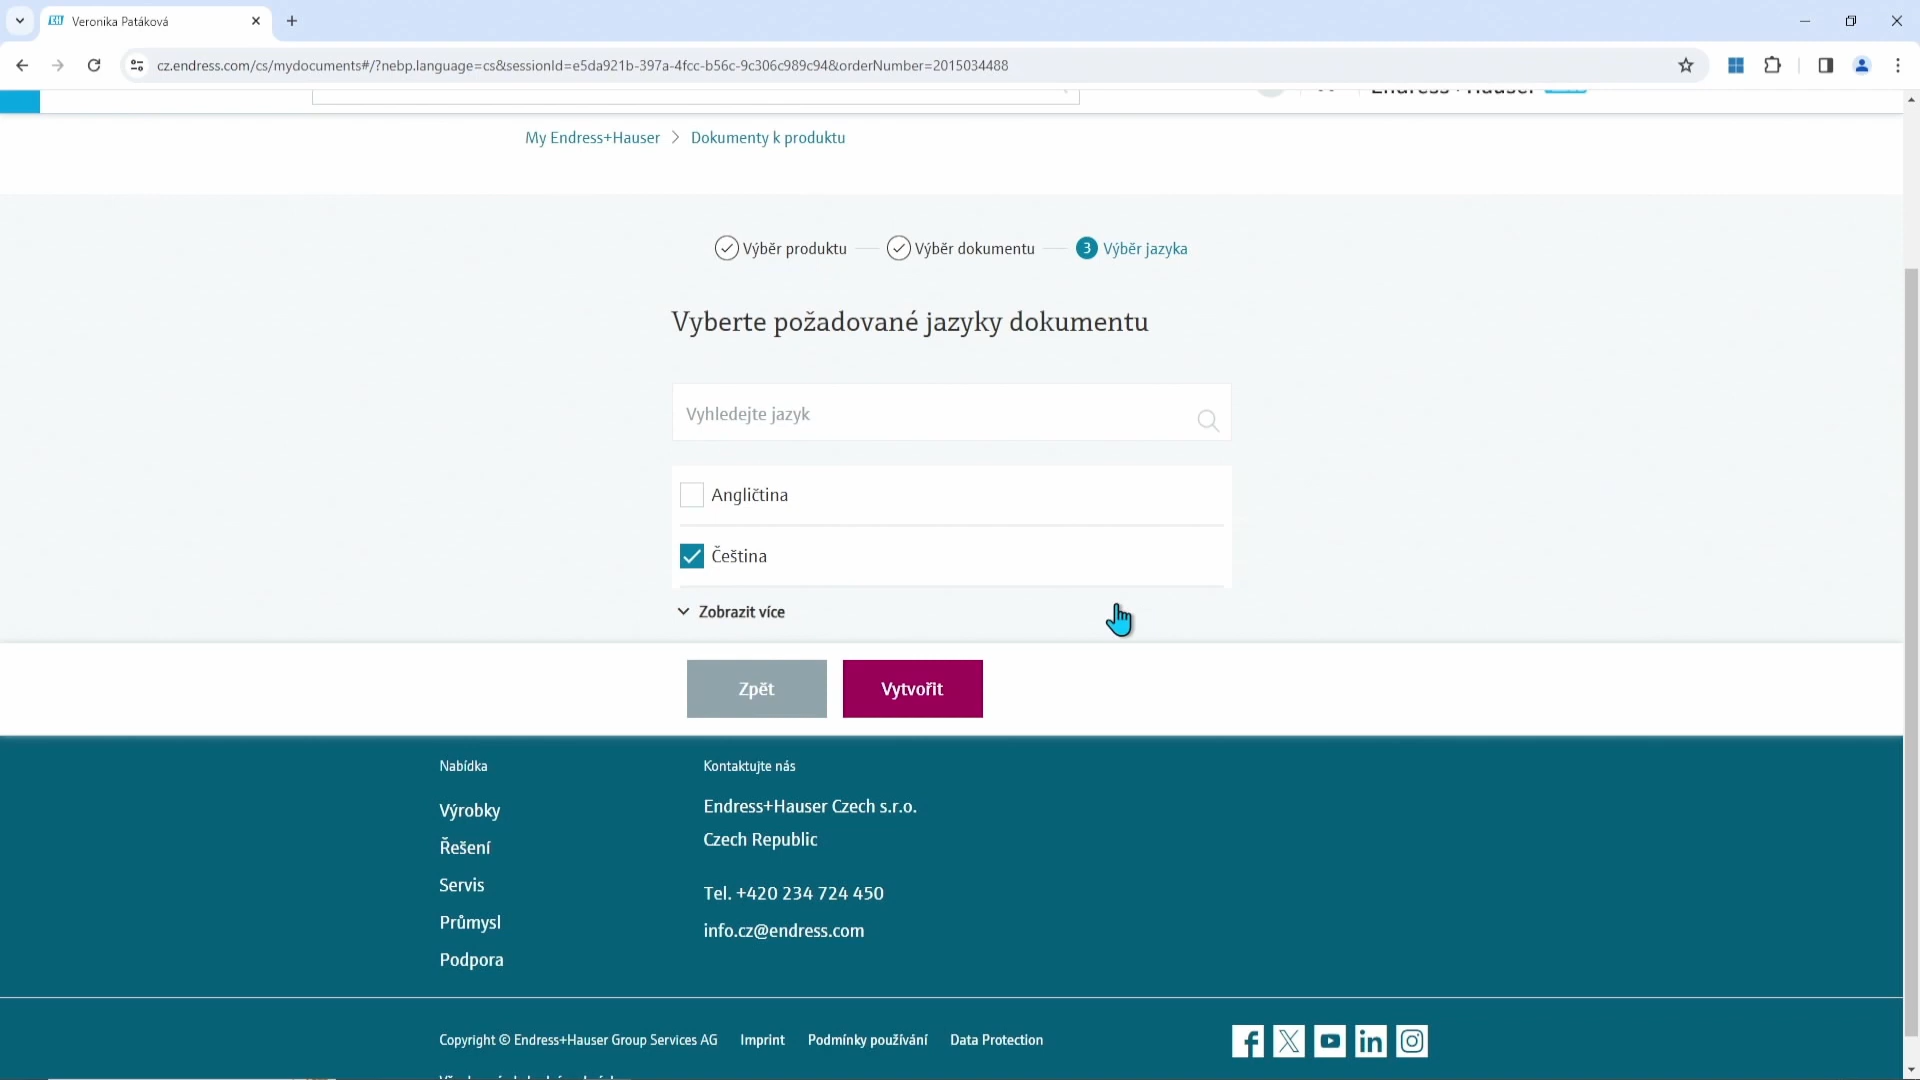 Veronika Patáková
cz.endress.com/cs/mydocuments#/?nebp.language=cs&sessionId=e5da921b-397a-4fcc-b56c-9c306c989c94&orderNumber=2015034488
Endress+Hauser
My Endress+Hauser > Dokumenty k produktu
Výběr produktu Výběr dokumentu 3 Výběr jazyka
Vyberte požadované jazyky dokumentu
Vyhledejte jazyk
Angličtina
Čeština
Zobrazit více
Zpět Vytvořit
Nabídka
Výrobky
Řešení
Servis
Průmysl
Podpora
Kontaktujte nás
Endress+Hauser Czech s.r.o.
Czech Republic
Tel. +420 234 724 450
info.cz@endress.com
Copyright © Endress+Hauser Group Services AG Imprint Podmínky používání Data Protection